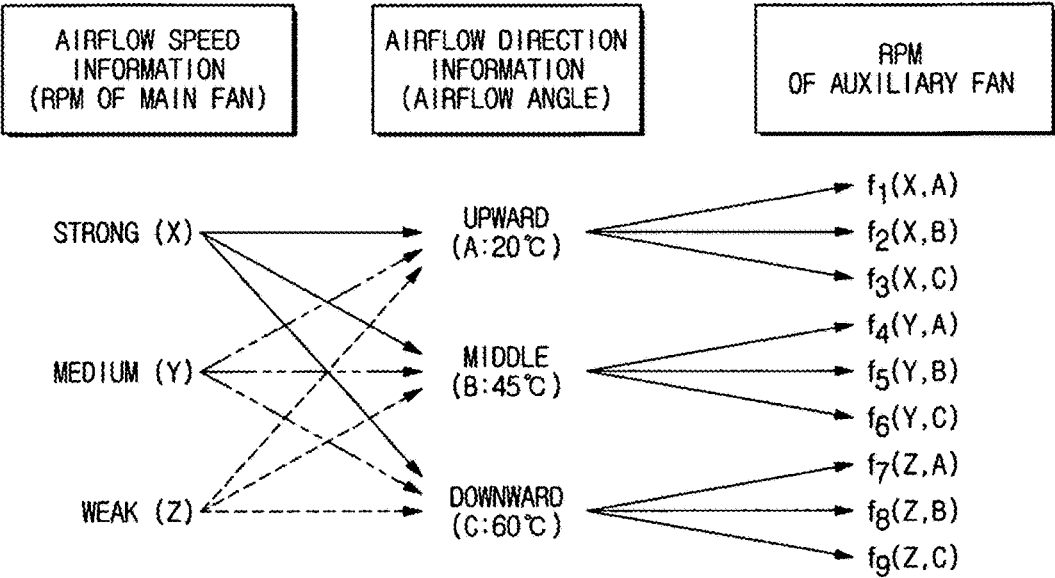 AIRFLOW SPEED
INFORMATION
(RPM OF MAIN FAN)
AIRFLOW DIRECTION
INFORMATION
(AIRFLOW ANGLE)
RPM
OF AUXILIARY FAN
STRONG (X)
MEDIUM (Y)
WEAK (Z)
UPWARD
(A:20℃)
MIDDLE
(B:45℃)
DOWNWARD
(C:60℃)
f1(X,A)
f2(X,B)
f3(X,C)
f4(Y,A)
f5(Y,B)
f6(Y,C)
f7(Z,A)
f8(Z,B)
f9(Z,C)